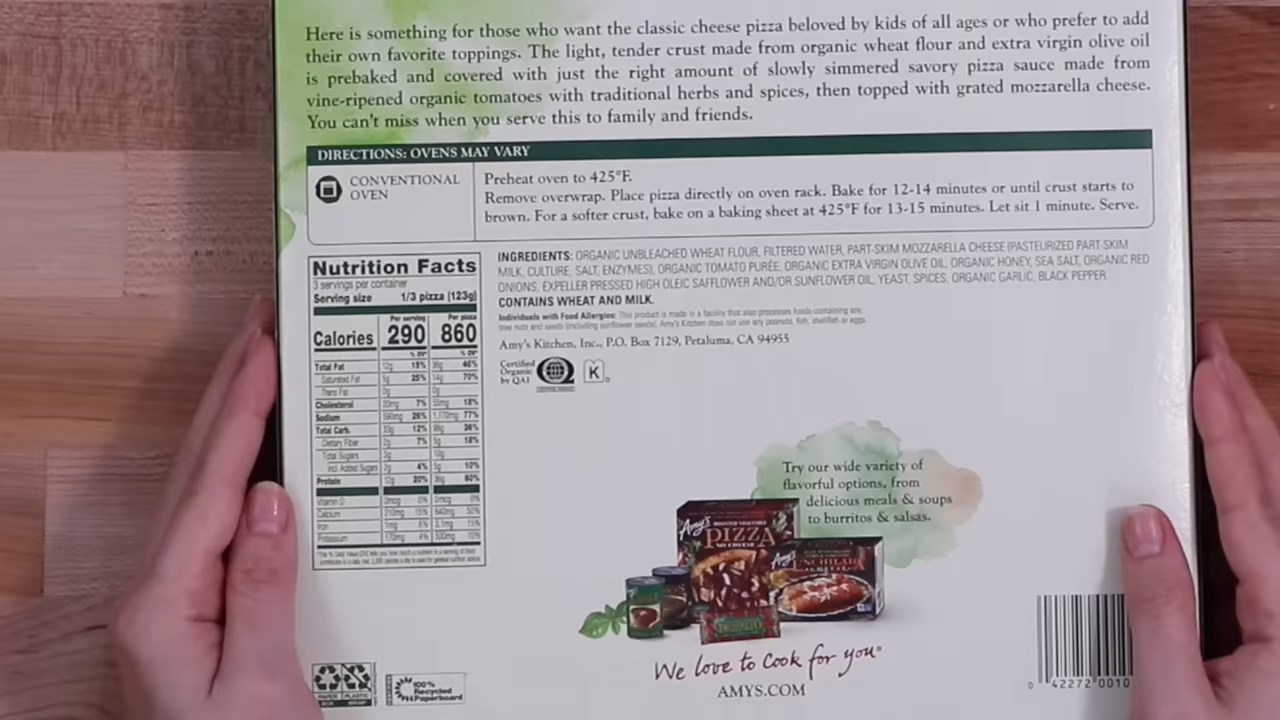 Here is something for those who want the classic cheese pizza beloved by kids of all ages or who prefer to add
their own favorite toppings. The light, tender crust made from organic wheat flour and extra virgin olive oil
is prebaked and covered with just the right amount of slowly simmered savory pizza sauce made from
vine-ripened organic tomatoes with traditional herbs and spices, then topped with grated mozzarella cheese.
You can't miss when you serve this to family and friends.
DIRECTIONS: OVENS MAY VARY
CONVENTIONAL
OVEN
Preheat oven to 425°F.
Remove overwrap. Place pizza directly on oven rack. Bake for 12-14 minutes or until crust starts to
brown. For a softer crust, bake on a baking sheet at 425°F for 13-15 minutes. Let sit 1 minute. Serve.
Nutrition Facts
3 servings per container
Serving size 1/3 pizza (123g)
Per serving Per pizza
Calories 290 860
% DV* % DV*
Total Fat 12g 15% 36g 46%
Saturated Fat 5g 25% 14g 70%
Trans Fat 0g 0g
Cholesterol 20mg 7% 55mg 18%
Sodium 590mg 26% 1,770mg 77%
Total Carb. 12% 36%
Dietary Fiber 2g 7% 5g 18%
Total Sugars
Incl. Added Sugars 2g 4% 5g 10%
Protein 12g 20% 36g 60%
Vitamin D 0mcg 0% 0mcg 0%
Calcium 210mg 15% 640mg 50%
Iron 1mg 6% 3.1mg 15%
Potassium 170mg 4% 500mg 10%
INGREDIENTS: ORGANIC UNBLEACHED WHEAT FLOUR, FILTERED WATER, PART-SKIM MOZZARELLA CHEESE (PASTEURIZED PART-SKIM
MILK, CULTURE, SALT, ENZYMES), ORGANIC TOMATO PURÉE, ORGANIC EXTRA VIRGIN OLIVE OIL, ORGANIC HONEY, SEA SALT, ORGANIC RED
ONIONS, EXPELLER PRESSED HIGH OLEIC SAFFLOWER AND/OR SUNFLOWER OIL, YEAST, SPICES, ORGANIC GARLIC, BLACK PEPPER.
CONTAINS WHEAT AND MILK.
Individuals with Food Allergies: This product is made in a facility that also processes foods containing soy,
tree nuts and seeds (including sunflower seeds). Amy's Kitchen does not use any peanuts, fish, shellfish or eggs.
Amy's Kitchen, Inc., P.O. Box 7129, Petaluma, CA 94955
Certified
Organic
by QAI
K
Try our wide variety of
flavorful options, from
delicious meals & soups
to burritos & salsas.
Amy's
ROASTED VEGETABLE
PIZZA
NO CHEESE
Amy's
ENCHILADA
We love to cook for you®
AMYS.COM
PAPER PLASTIC
100%
Recycled
Paperboard
0 42272 0010